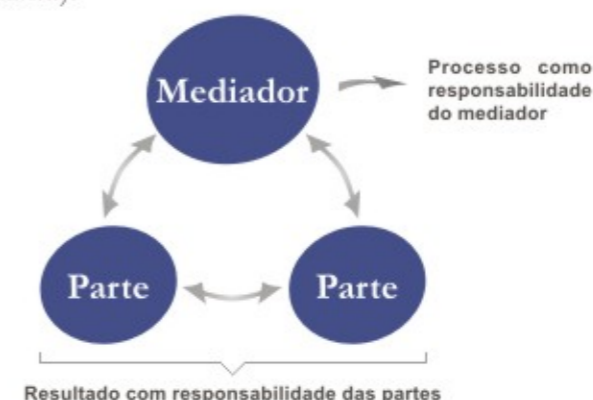 Mediador
Processo como
responsabilidade
do mediador
Parte
Parte
Resultado com responsabilidade das partes